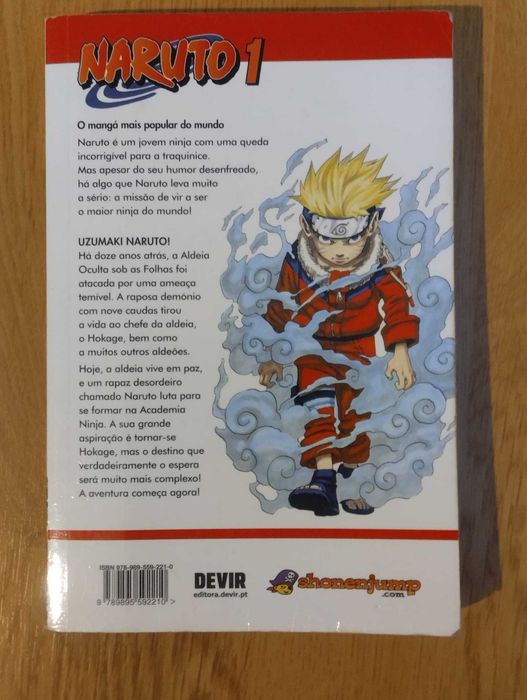 NARUTO 1
O mangá mais popular do mundo
Naruto é um jovem ninja com uma queda
incorrigível para a traquinice.
Mas apesar do seu humor desenfreado,
há algo que Naruto leva muito
a sério: a missão de vir a ser
o maior ninja do mundo!
UZUMAKI NARUTO!
Há doze anos atrás, a Aldeia
Oculta sob as Folhas foi
atacada por uma ameaça
temível. A raposa demónio
com nove caudas tirou
a vida ao chefe da aldeia,
o Hokage, bem como
a muitos outros aldeões.
Hoje, a aldeia vive em paz,
e um rapaz desordeiro
chamado Naruto luta para
se formar na Academia
Ninja. A sua grande
aspiração é tornar-se
Hokage, mas o destino que
verdadeiramente o espera
será muito mais complexo!
A aventura começa agora!
ISBN 978-989-559-221-0
9 789895 592210 >
DEVIR
editora.devir.pt
shonenjump
.com